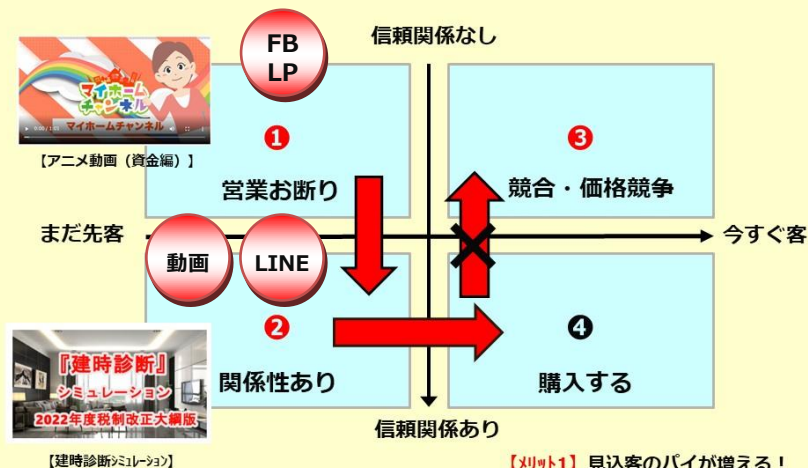 FB
LP
信頼関係なし
マイホーム
チャンネル
マイホームチャンネル
【アニメ動画（資金編）】
❶
営業お断り
❸
競合・価格競争
まだ先客
今すぐ客
動画
LINE
❷
関係性あり
❹
購入する
『建時診断』
シミュレーション
2022年度税制改正大綱版
信頼関係あり
【建時診断ｼﾐｭﾚｰｼｮﾝ】
【ﾒﾘｯﾄ1】見込客のパイが増える！